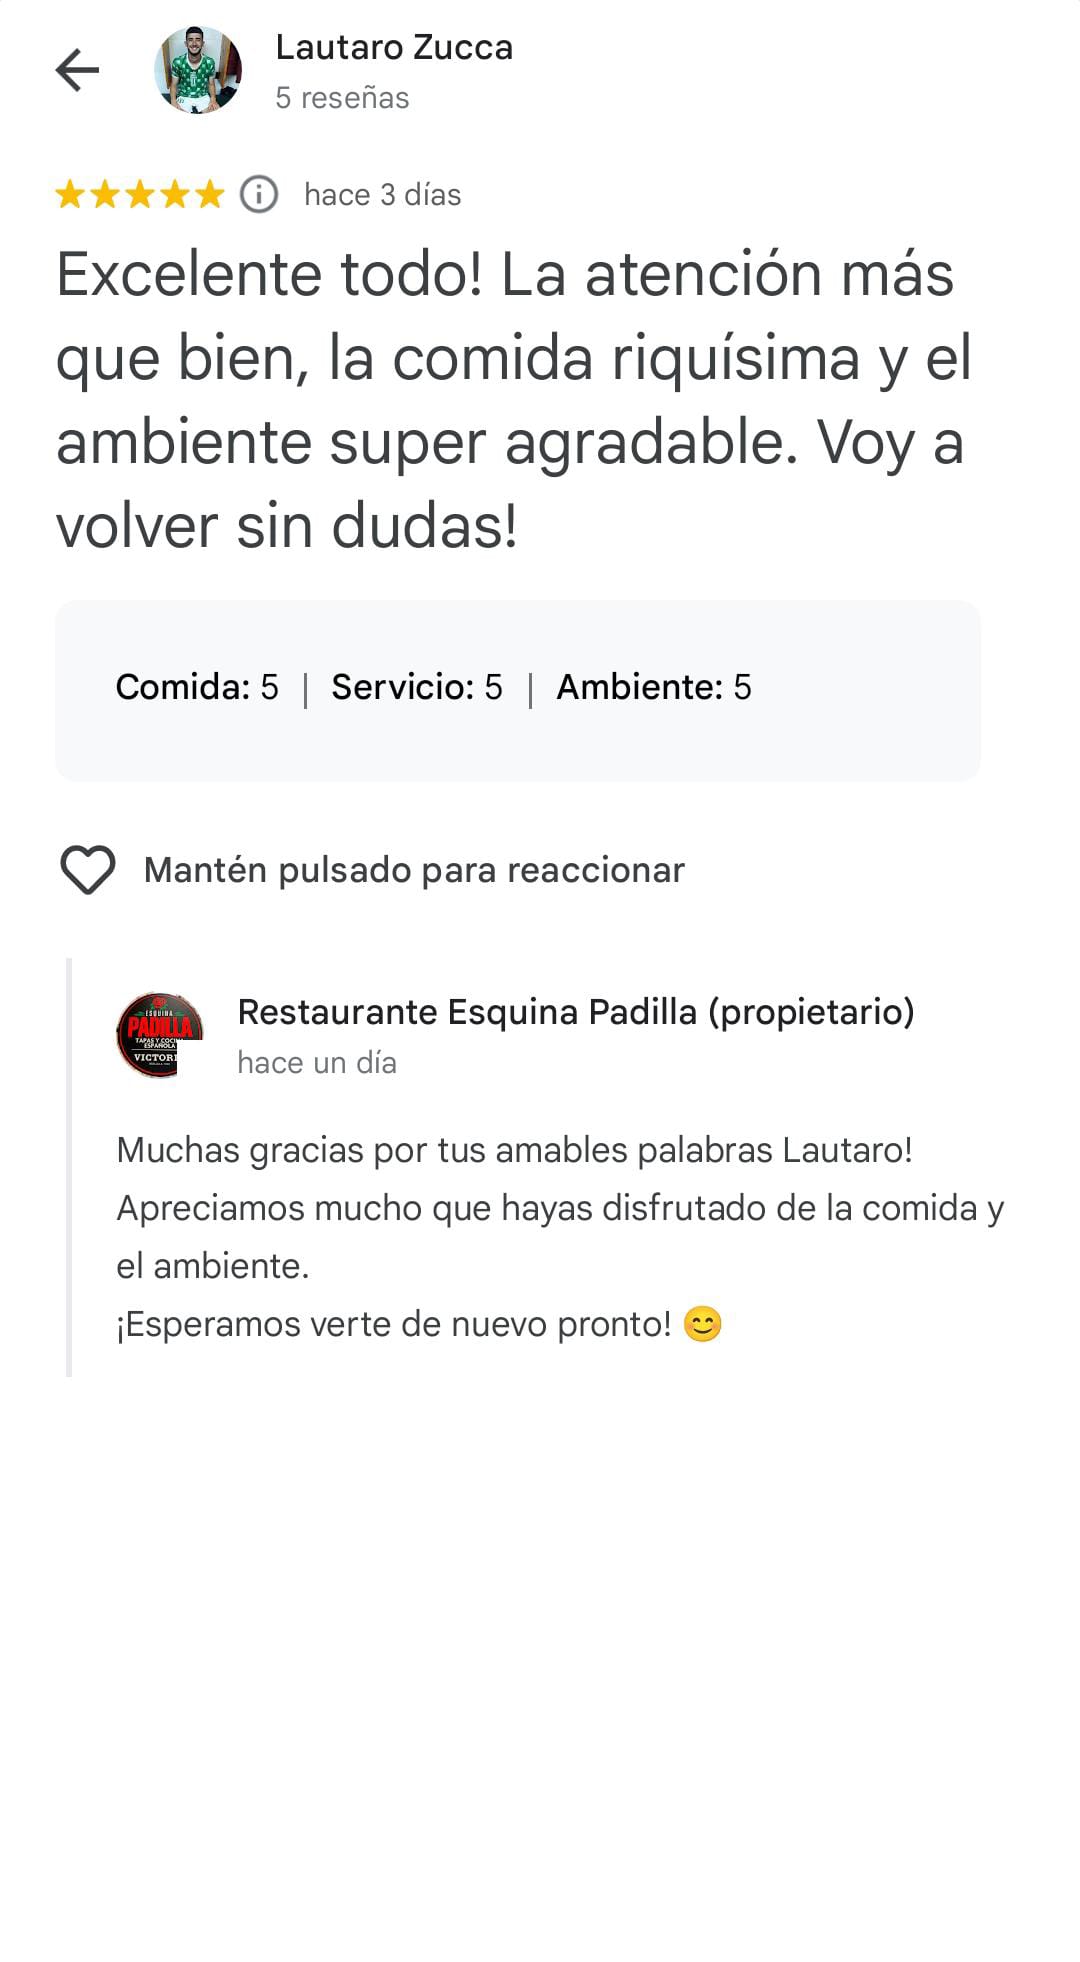 Lautaro Zucca
5 reseñas
hace 3 días
Excelente todo! La atención más
que bien, la comida riquísima y el
ambiente super agradable. Voy a
volver sin dudas!
Comida: 5 | Servicio: 5 | Ambiente: 5
Mantén pulsado para reaccionar
ESQUINA
PADILLA
TAPAS Y COCI
ESPAÑOLA
VICTORI
Restaurante Esquina Padilla (propietario)
hace un día
Muchas gracias por tus amables palabras Lautaro!
Apreciamos mucho que hayas disfrutado de la comida y
el ambiente.
¡Esperamos verte de nuevo pronto! 😊